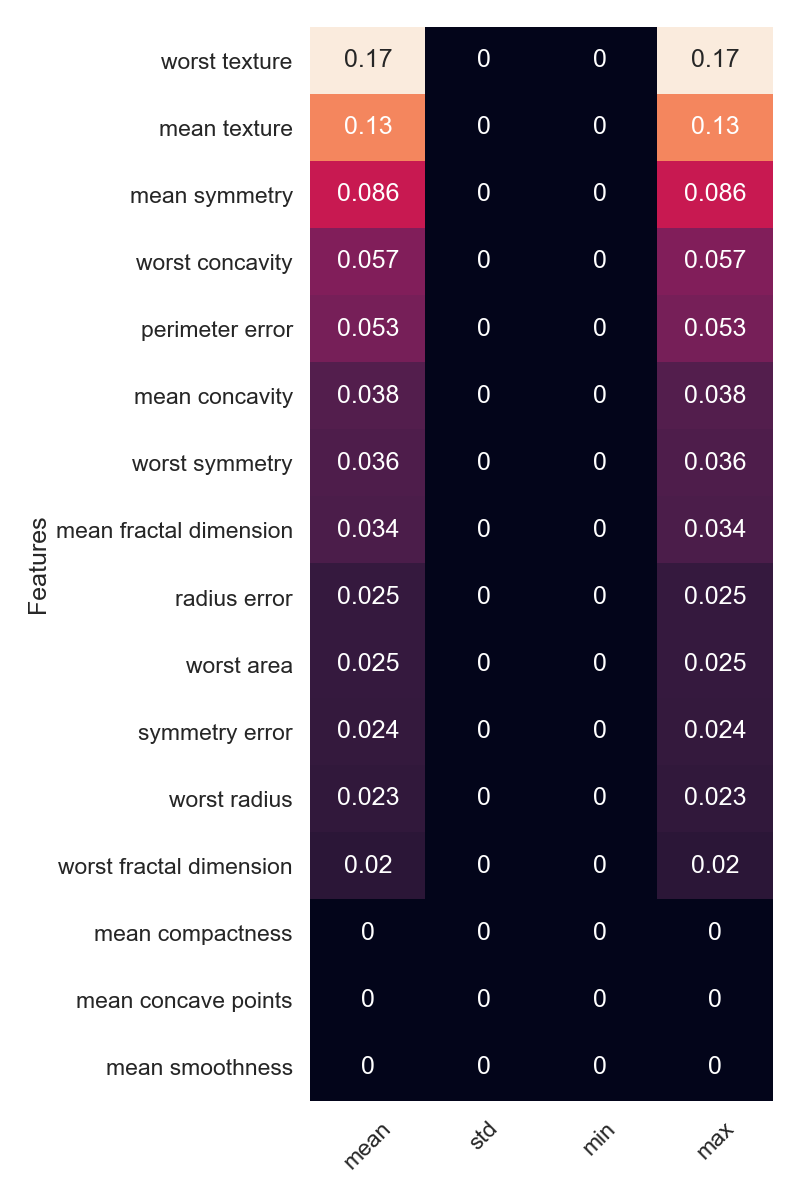 worst texture 0.17 0 0 0.17
mean texture 0.13 0 0 0.13
mean symmetry 0.086 0 0 0.086
worst concavity 0.057 0 0 0.057
perimeter error 0.053 0 0 0.053
mean concavity 0.038 0 0 0.038
worst symmetry 0.036 0 0 0.036
mean fractal dimension 0.034 0 0 0.034
radius error 0.025 0 0 0.025
worst area 0.025 0 0 0.025
symmetry error 0.024 0 0 0.024
worst radius 0.023 0 0 0.023
worst fractal dimension 0.02 0 0 0.02
mean compactness 0 0 0 0
mean concave points 0 0 0 0
mean smoothness 0 0 0 0
Features
mean std min max